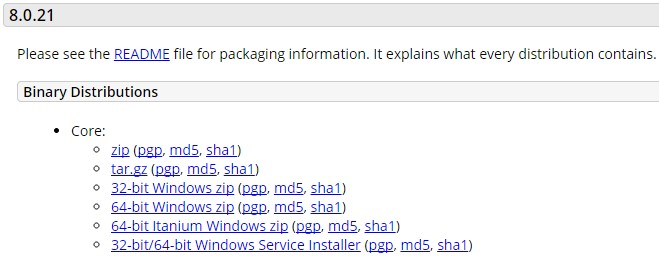 8.0.21
Please see the README file for packaging information. It explains what every distribution contains.
Binary Distributions
Core:
zip (pgp, md5, sha1)
tar.gz (pgp, md5, sha1)
32-bit Windows zip (pgp, md5, sha1)
64-bit Windows zip (pgp, md5, sha1)
64-bit Itanium Windows zip (pgp, md5, sha1)
32-bit/64-bit Windows Service Installer (pgp, md5, sha1)